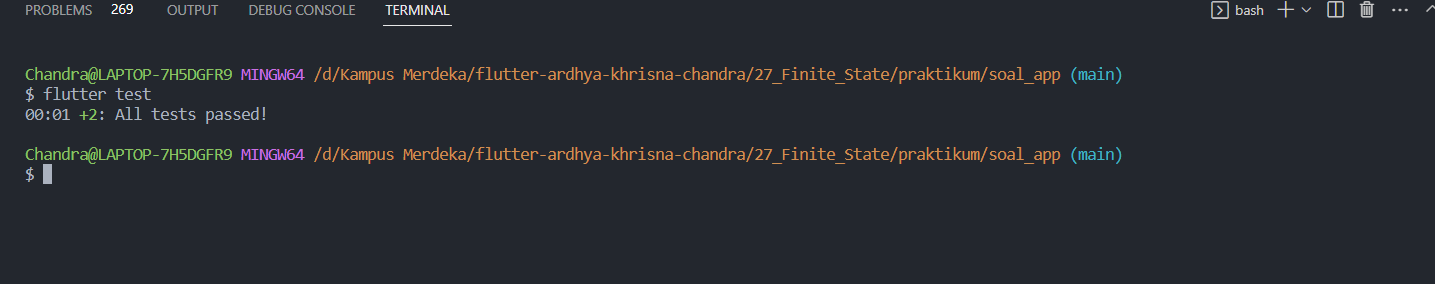 PROBLEMS 269 OUTPUT DEBUG CONSOLE TERMINAL bash
Chandra@LAPTOP-7H5DGFR9 MINGW64 /d/Kampus Merdeka/flutter-ardhya-khrisna-chandra/27_Finite_State/praktikum/soal_app (main)
$ flutter test
00:01 +2: All tests passed!
Chandra@LAPTOP-7H5DGFR9 MINGW64 /d/Kampus Merdeka/flutter-ardhya-khrisna-chandra/27_Finite_State/praktikum/soal_app (main)
$